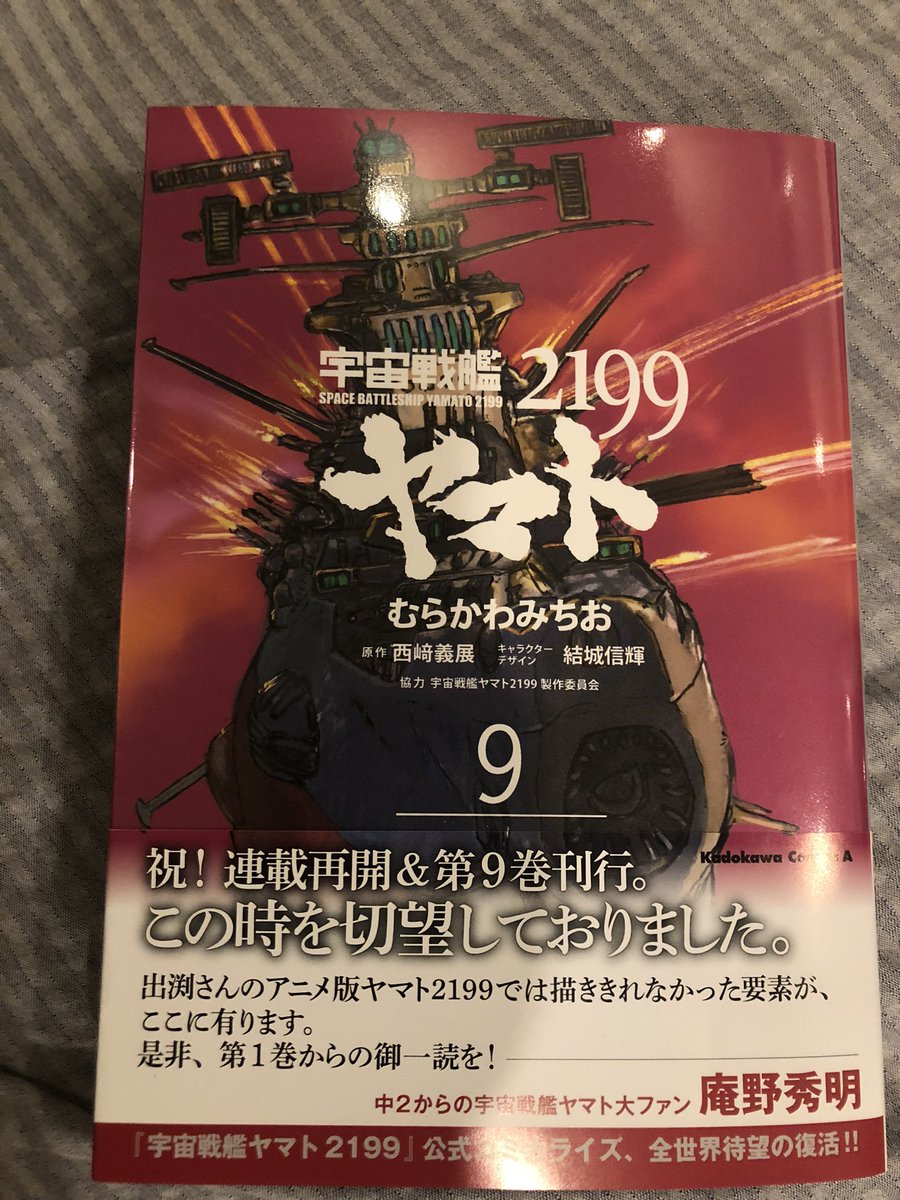 宇宙戦艦 2199
SPACE BATTLESHIP YAMATO 2199
ヤマト
むらかわみちお
原作 西﨑義展 キャラクターデザイン 結城信輝
協力 宇宙戦艦ヤマト2199 製作委員会
9
Kadokawa Comics A
祝！連載再開＆第9巻刊行。
この時を切望しておりました。
出渕さんのアニメ版ヤマト2199では描ききれなかった要素が、
ここに有ります。
是非、第1巻からの御一読を！
中2からの宇宙戦艦ヤマト大ファン 庵野秀明
『宇宙戦艦ヤマト2199』公式コミカライズ、全世界待望の復活!!